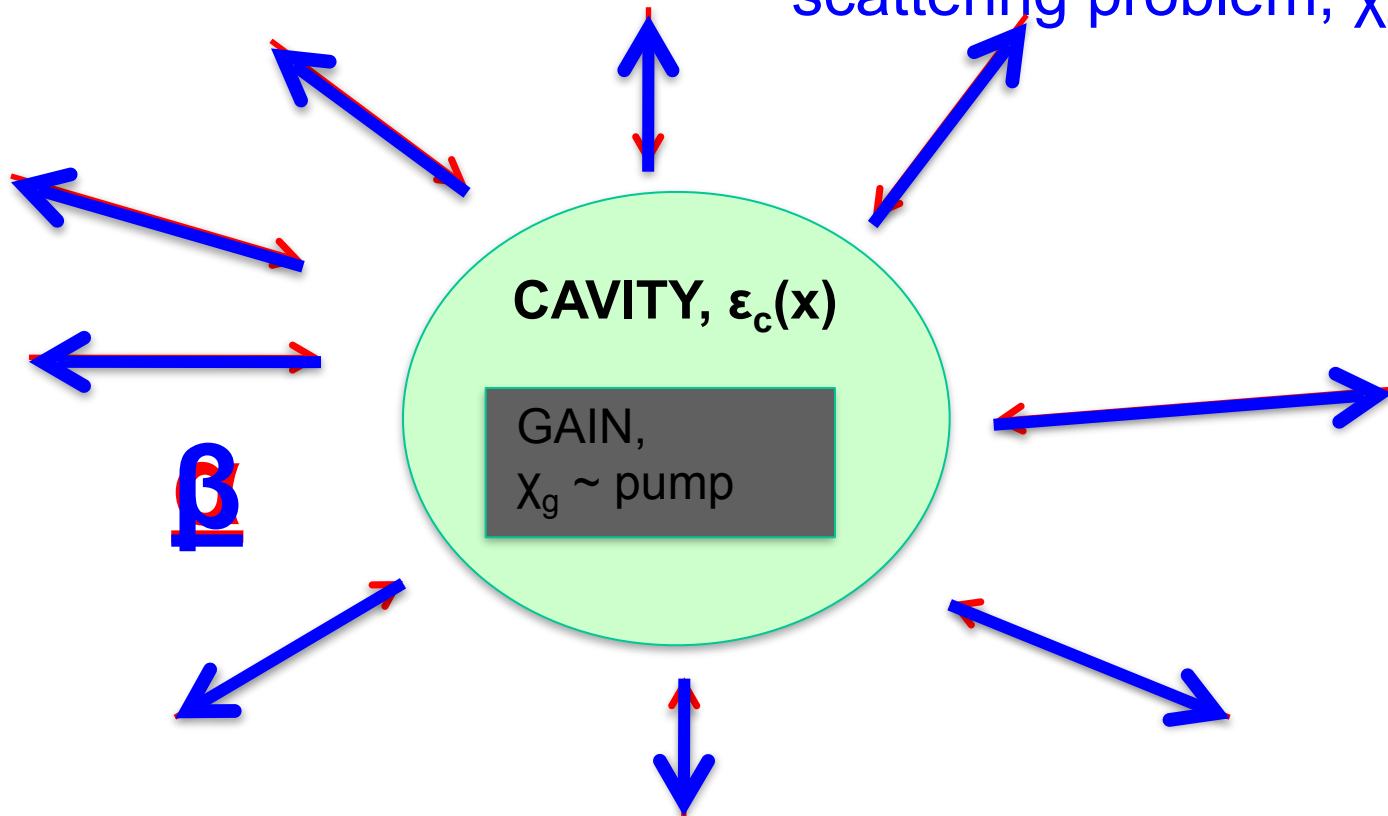 scattering problem, χ
CAVITY, εc(x)
GAIN,
χg ~ pump
β